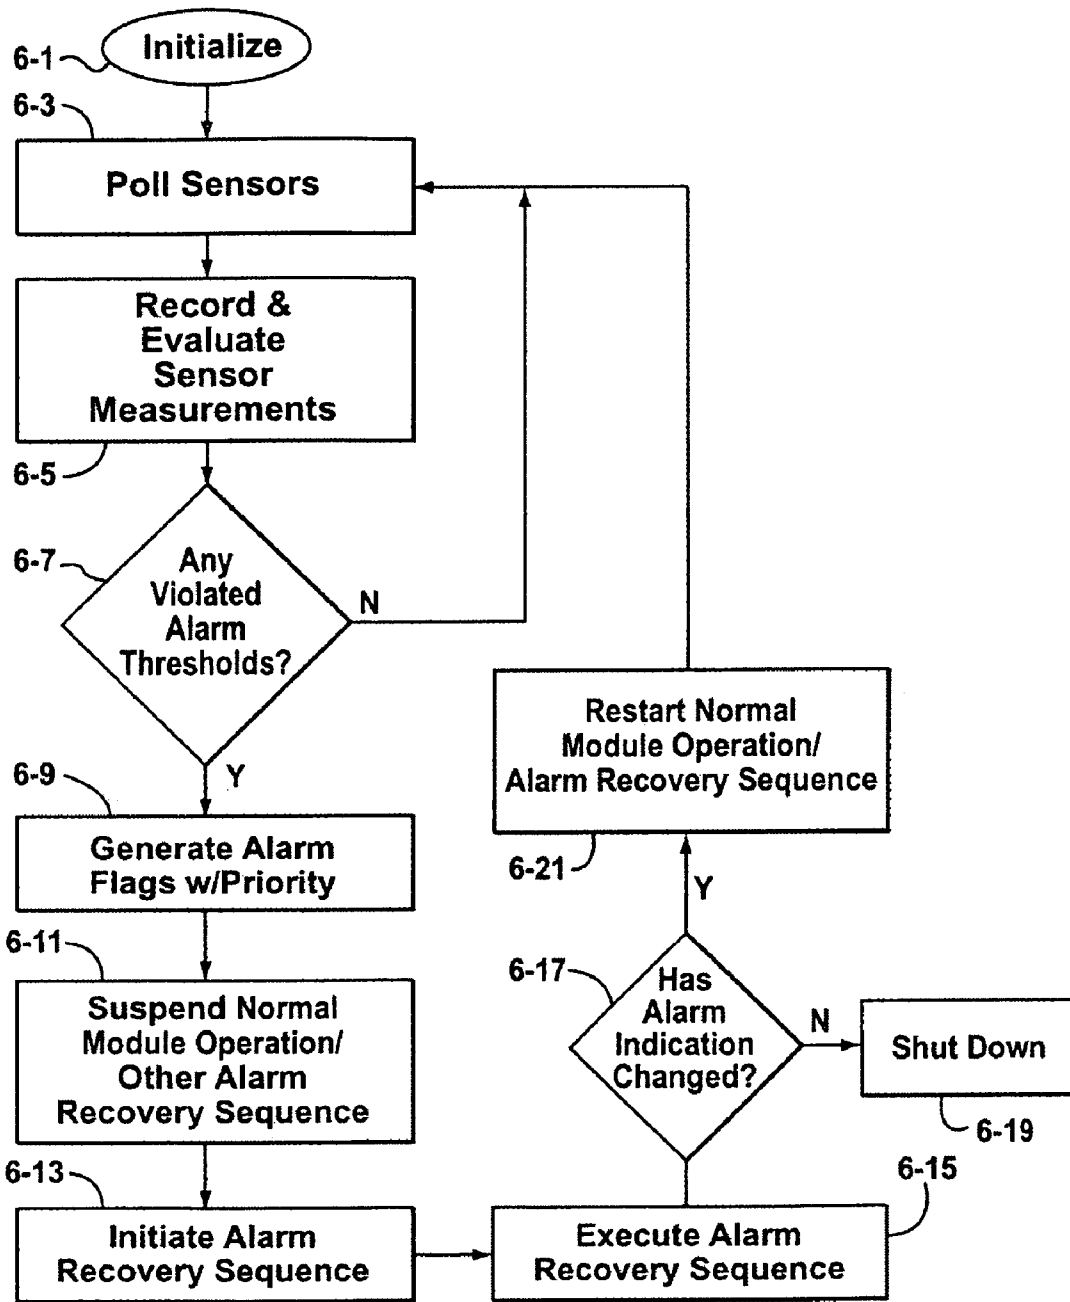 Initialize
6-1
6-3
Poll Sensors
Record &
Evaluate
Sensor
Measurements
6-5
6-7
Any
Violated
Alarm
Thresholds?
N
Y
6-9
Generate Alarm
Flags w/Priority
6-11
Suspend Normal
Module Operation/
Other Alarm
Recovery Sequence
6-13
Initiate Alarm
Recovery Sequence
Execute Alarm
Recovery Sequence
6-15
6-17
Has
Alarm
Indication
Changed?
N
Shut Down
6-19
Y
6-21
Restart Normal
Module Operation/
Alarm Recovery Sequence